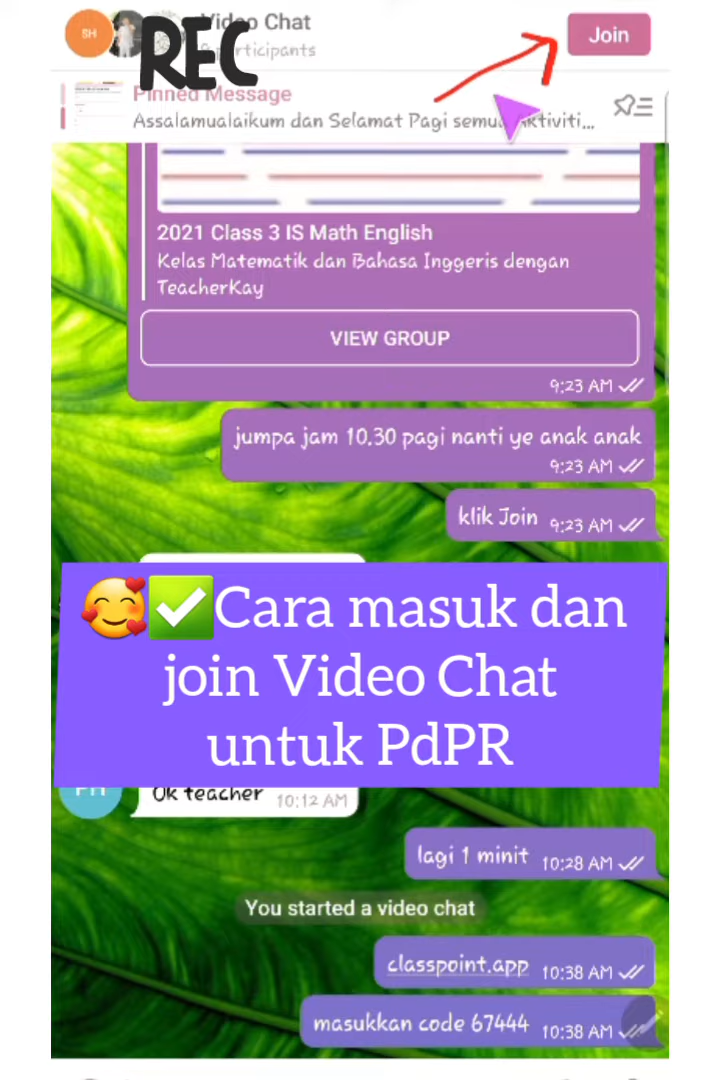 SH
Video Chat
participants
Join
REC
Pinned Message
Assalamualaikum dan Selamat Pagi semua Aktiviti...
2021 Class 3 IS Math English
Kelas Matematik dan Bahasa Inggeris dengan
TeacherKay
VIEW GROUP
9:23 AM
jumpa jam 10.30 pagi nanti ye anak anak
9:23 AM
klik Join 9:23 AM
🥰✅Cara masuk dan
join Video Chat
untuk PdPR
Ok teacher 10:12 AM
lagi 1 minit 10:28 AM
You started a video chat
classpoint.app 10:38 AM
masukkan code 67444 10:38 AM